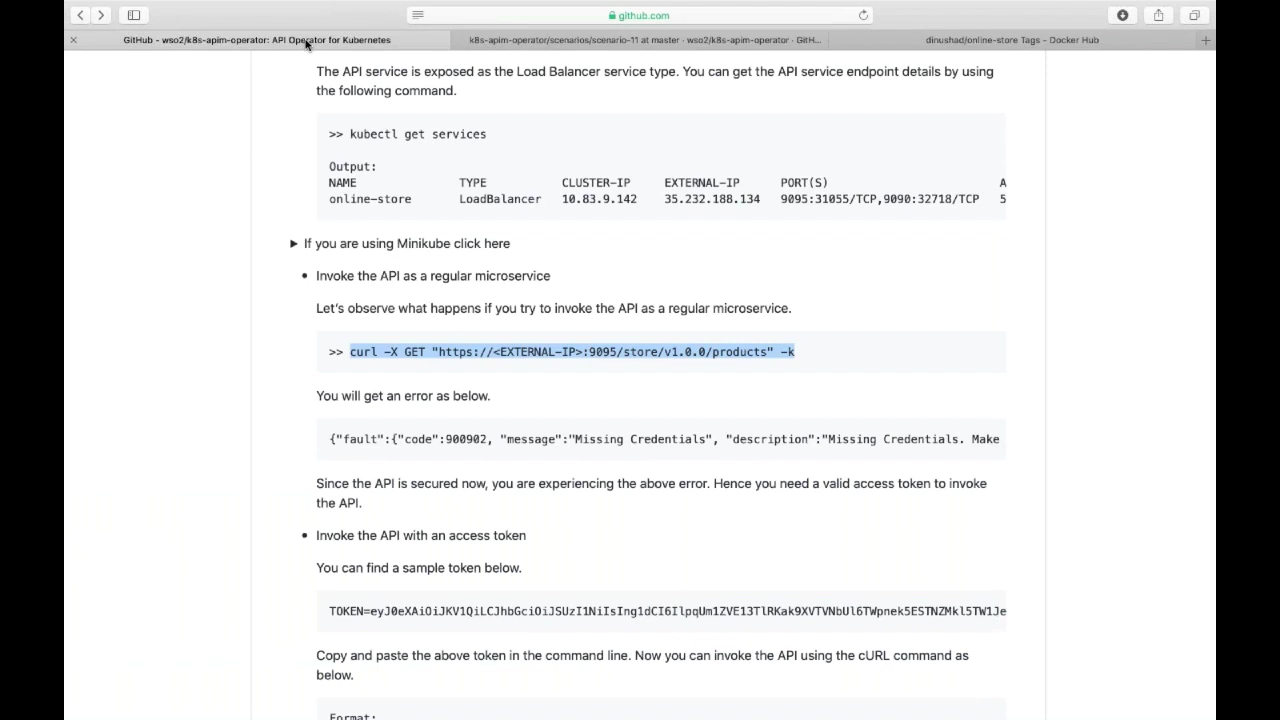 github.com
GitHub - wso2/k8s-apim-operator: API Operator for Kubernetes
k8s-apim-operator/scenarios/scenario-11 at master · wso2/k8s-apim-operator · GitH...
dinushad/online-store Tags - Docker Hub
The API service is exposed as the Load Balancer service type. You can get the API service endpoint details by using
the following command.
>> kubectl get services
Output:
NAME TYPE CLUSTER-IP EXTERNAL-IP PORT(S) A
online-store LoadBalancer 10.83.9.142 35.232.188.134 9095:31055/TCP,9090:32718/TCP 5
▶ If you are using Minikube click here
• Invoke the API as a regular microservice
Let's observe what happens if you try to invoke the API as a regular microservice.
>> curl -X GET "https://<EXTERNAL-IP>:9095/store/v1.0.0/products" -k
You will get an error as below.
{"fault":{"code":900902, "message":"Missing Credentials", "description":"Missing Credentials. Make
Since the API is secured now, you are experiencing the above error. Hence you need a valid access token to invoke
the API.
• Invoke the API with an access token
You can find a sample token below.
TOKEN=eyJ0eXAiOiJKV1QiLCJhbGciOiJSUzI1NiIsIng1dCI6IlpqUm1ZVE13TlRKak9XVTVNbUl6TWpnek5ESTNZMkl5TW1Je
Copy and paste the above token in the command line. Now you can invoke the API using the cURL command as
below.
Format: